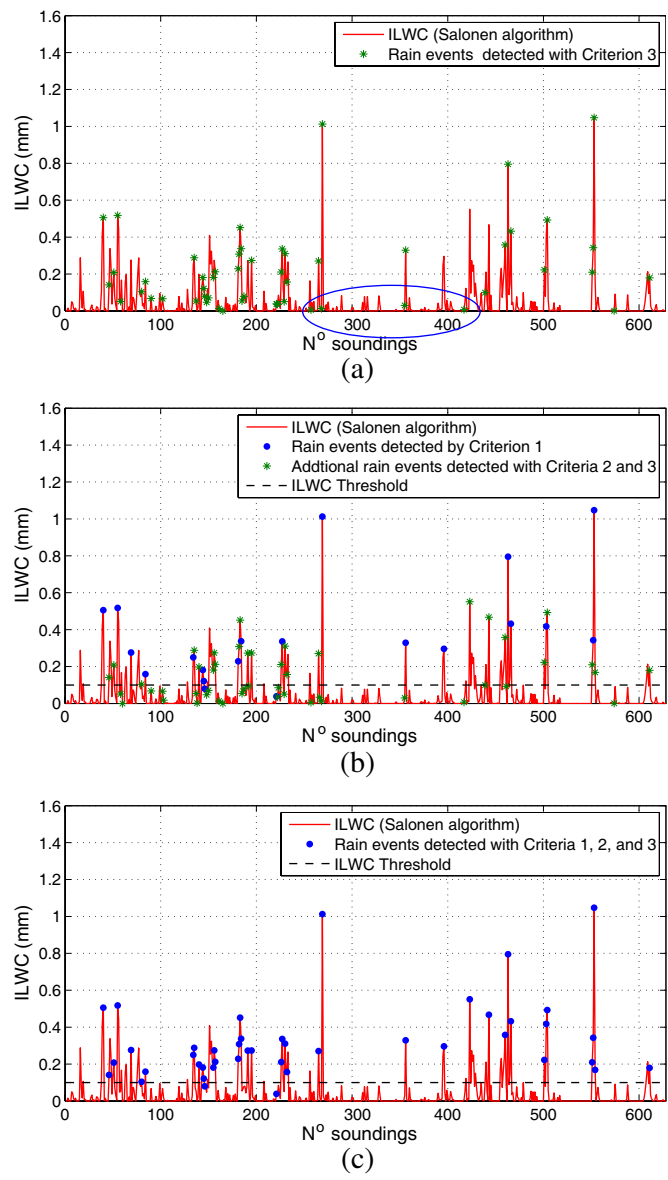 1.6
1.4
1.2
1
0.8
0.6
0.4
0.2
0
ILWC (mm)
ILWC (Salonen algorithm)
Rain events detected with Criterion 3
0 100 200 300 400 500 600
Nº soundings
(a)
1.6
1.4
1.2
1
0.8
0.6
0.4
0.2
0
ILWC (mm)
ILWC (Salonen algorithm)
Rain events detected by Criterion 1
Addtional rain events detected with Criteria 2 and 3
ILWC Threshold
0 100 200 300 400 500 600
Nº soundings
(b)
1.6
1.4
1.2
1
0.8
0.6
0.4
0.2
0
ILWC (mm)
ILWC (Salonen algorithm)
Rain events detected with Criteria 1, 2, and 3
ILWC Threshold
0 100 200 300 400 500 600
Nº soundings
(c)